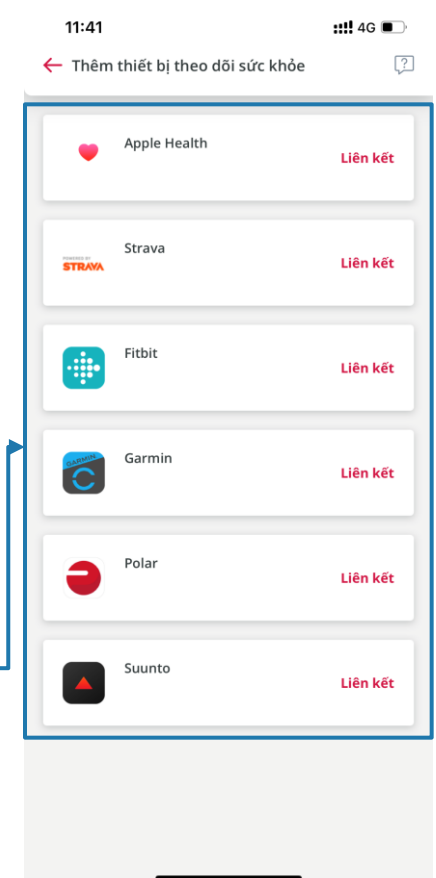 11:41
4G
Thêm thiết bị theo dõi sức khỏe
?
Apple Health
Liên kết
Strava
POWERED BY
STRAVA
Liên kết
Fitbit
Liên kết
Garmin
GARMIN
Liên kết
Polar
Liên kết
Suunto
Liên kết